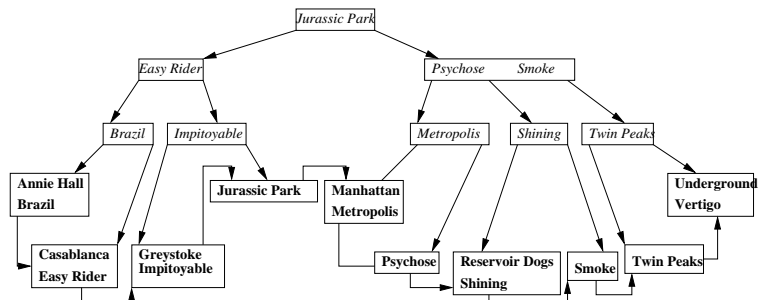 Jurassic Park
Easy Rider
Psychose Smoke
Brazil
Impitoyable
Metropolis
Shining
Twin Peaks
Annie Hall
Brazil
Jurassic Park
Manhattan
Metropolis
Underground
Vertigo
Casablanca
Easy Rider
Greystoke
Impitoyable
Psychose
Reservoir Dogs
Shining
Smoke
Twin Peaks